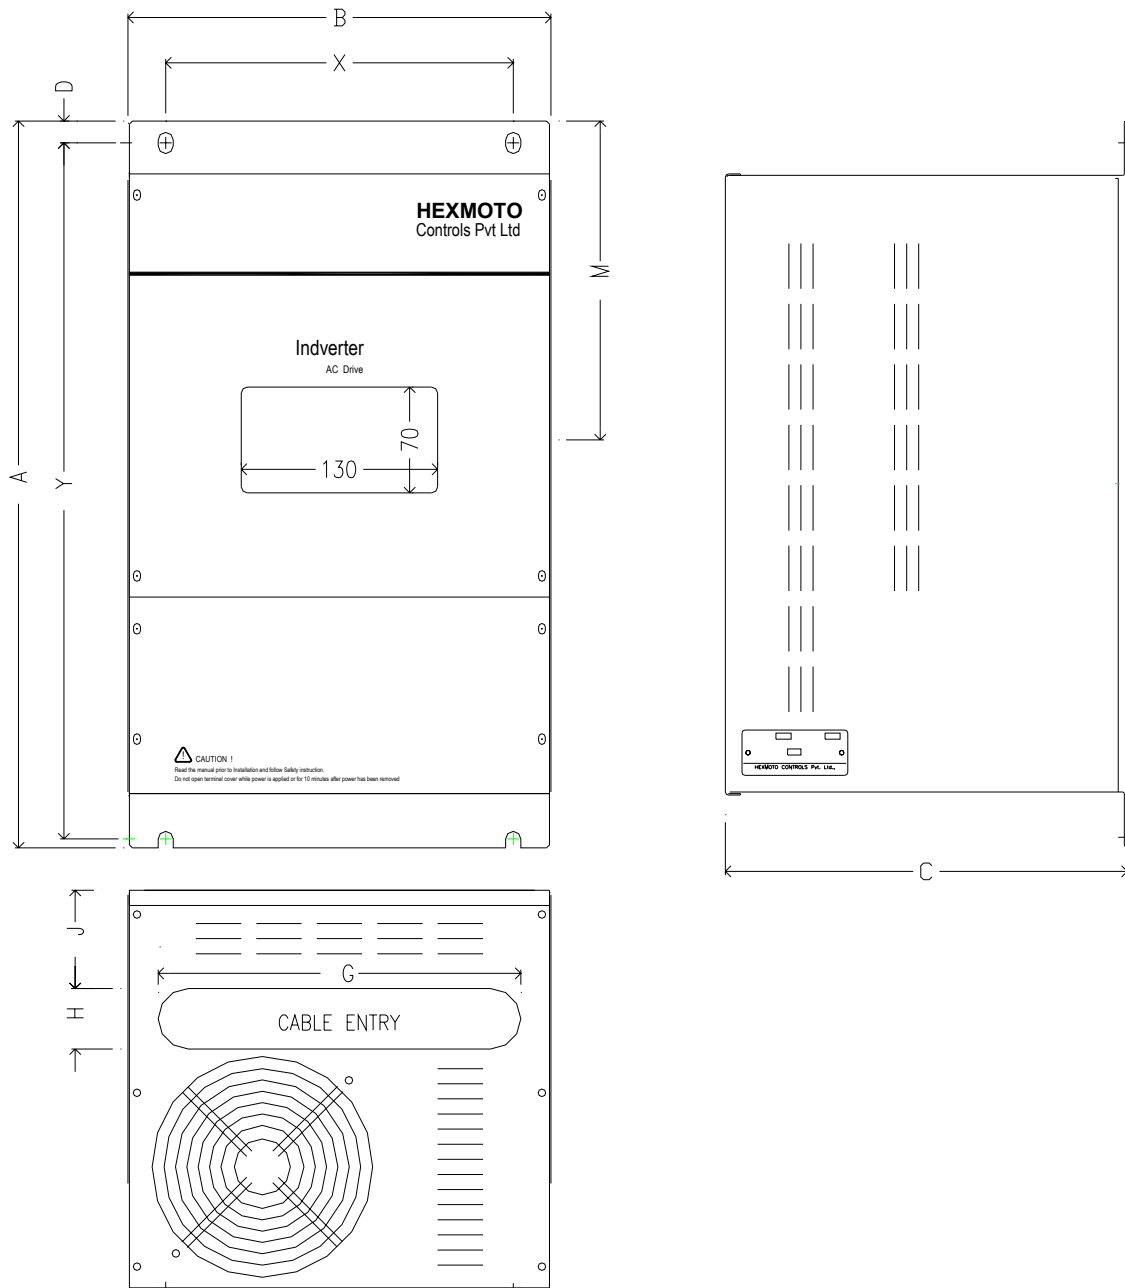 B
X
D
HEXMOTO
Controls Pvt Ltd
M
Indverter
AC Drive
70
130
A
Y
CAUTION !
Read the manual prior to Installation and follow Safety instruction.
Do not open terminal cover while power is applied or for 10 minutes after power has been removed
HEXMOTO CONTROLS Pvt. Ltd.,
C
J
G
H
CABLE ENTRY